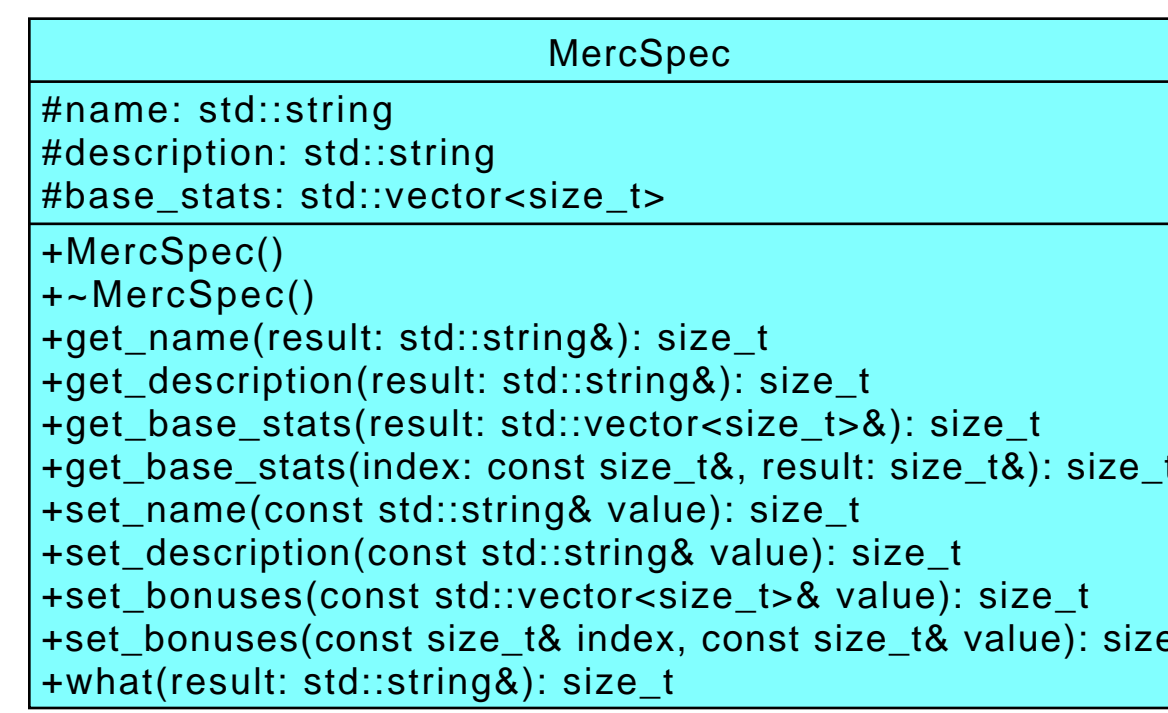 MercSpec
#name: std::string
#description: std::string
#base_stats: std::vector<size_t>
+MercSpec()
+~MercSpec()
+get_name(result: std::string&): size_t
+get_description(result: std::string&): size_t
+get_base_stats(result: std::vector<size_t>&): size_t
+get_base_stats(index: const size_t&, result: size_t&): size_t
+set_name(const std::string& value): size_t
+set_description(const std::string& value): size_t
+set_bonuses(const std::vector<size_t>& value): size_t
+set_bonuses(const size_t& index, const size_t& value): size
+what(result: std::string&): size_t